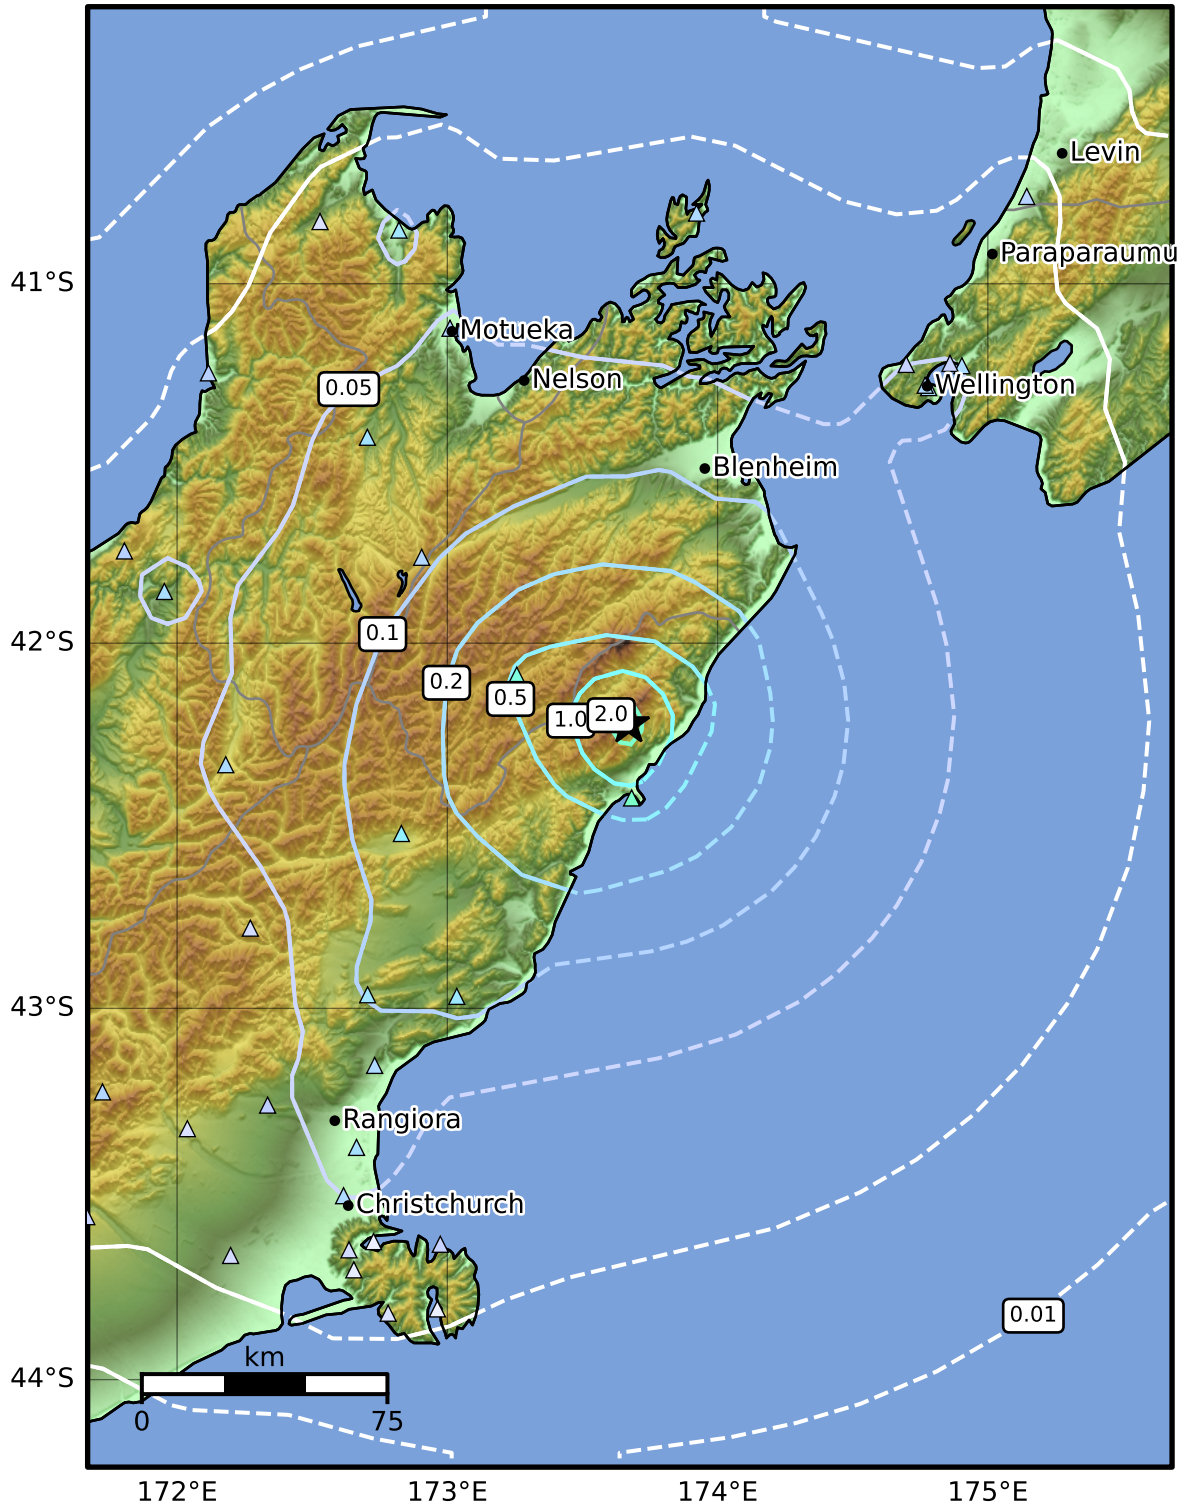 Levin
Paraparaumu
41°S
Motueka
Nelson
0.05
Wellington
Blenheim
0.1
42°S
0.2
0.5
1.0
2.0
43°S
Rangiora
Christchurch
0.01
km
44°S
0
75
172°E
173°E
174°E
175°E